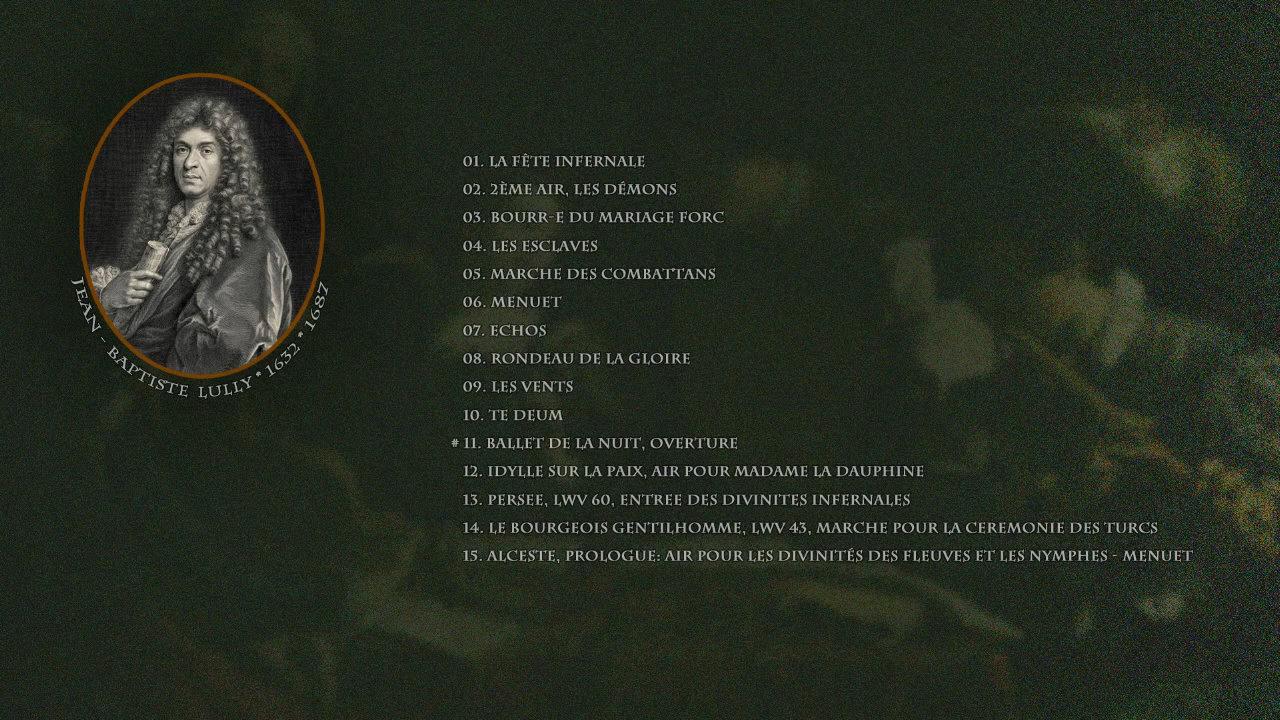 JEAN - BAPTISTE LULLY * 1632 * 1687
01. LA FÊTE INFERNALE
02. 2ÈME AIR, LES DÉMONS
03. BOURR-E DU MARIAGE FORC
04. LES ESCLAVES
05. MARCHE DES COMBATTANS
06. MENUET
07. ECHOS
08. RONDEAU DE LA GLOIRE
09. LES VENTS
10. TE DEUM
# 11. BALLET DE LA NUIT, OVERTURE
12. IDYLLE SUR LA PAIX, AIR POUR MADAME LA DAUPHINE
13. PERSEE, LWV 60, ENTREE DES DIVINITES INFERNALES
14. LE BOURGEOIS GENTILHOMME, LWV 43, MARCHE POUR LA CEREMONIE DES TURCS
15. ALCESTE, PROLOGUE: AIR POUR LES DIVINITÉS DES FLEUVES ET LES NYMPHES - MENUET